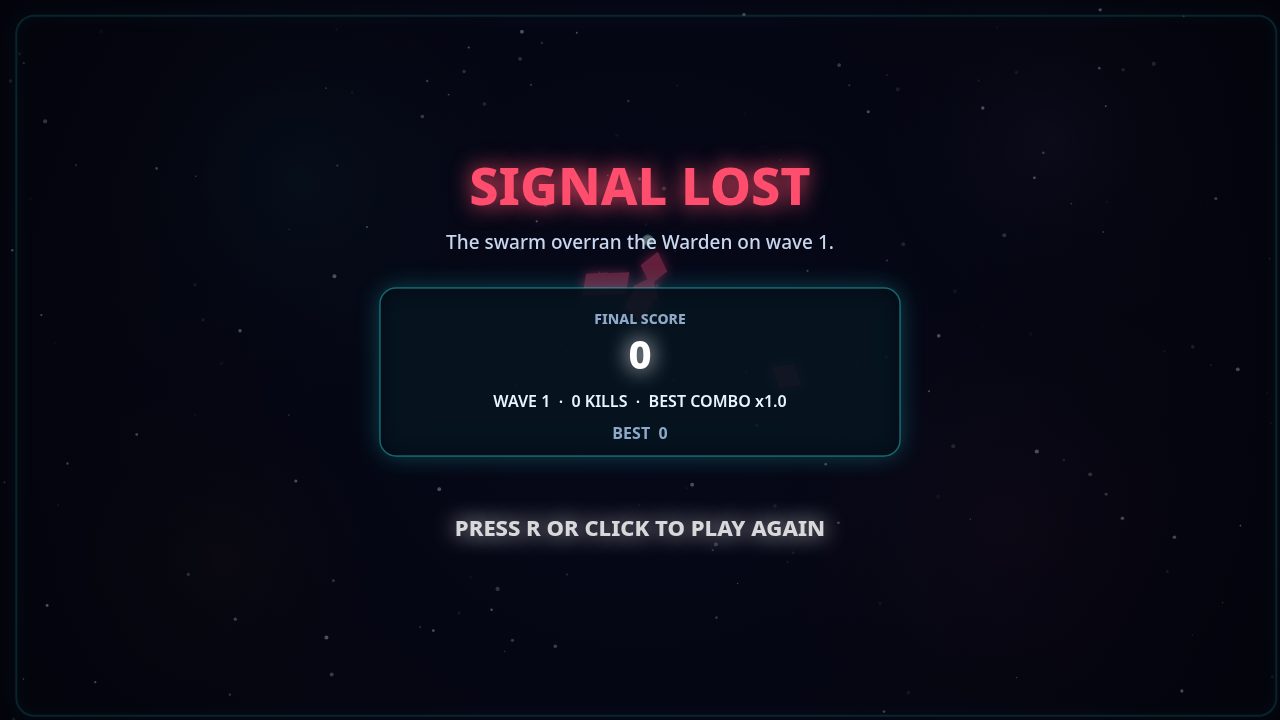 SIGNAL LOST
The swarm overran the Warden on wave 1.
FINAL SCORE
0
WAVE 1 · 0 KILLS · BEST COMBO x1.0
BEST 0
PRESS R OR CLICK TO PLAY AGAIN